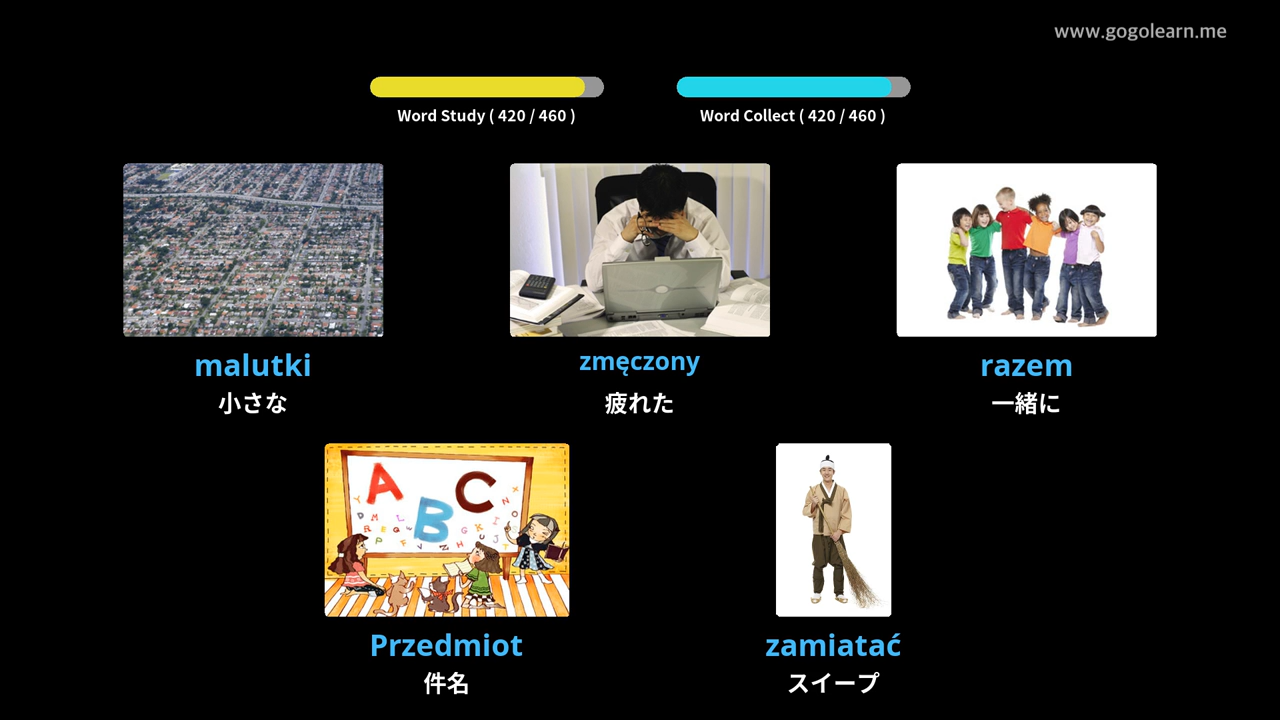 www.gogolearn.me
Word Study ( 420 / 460 )
Word Collect ( 420 / 460 )
malutki
小さな
zmęczony
疲れた
razem
一緒に
A B C
Przedmiot
件名
zamiatać
スイープ